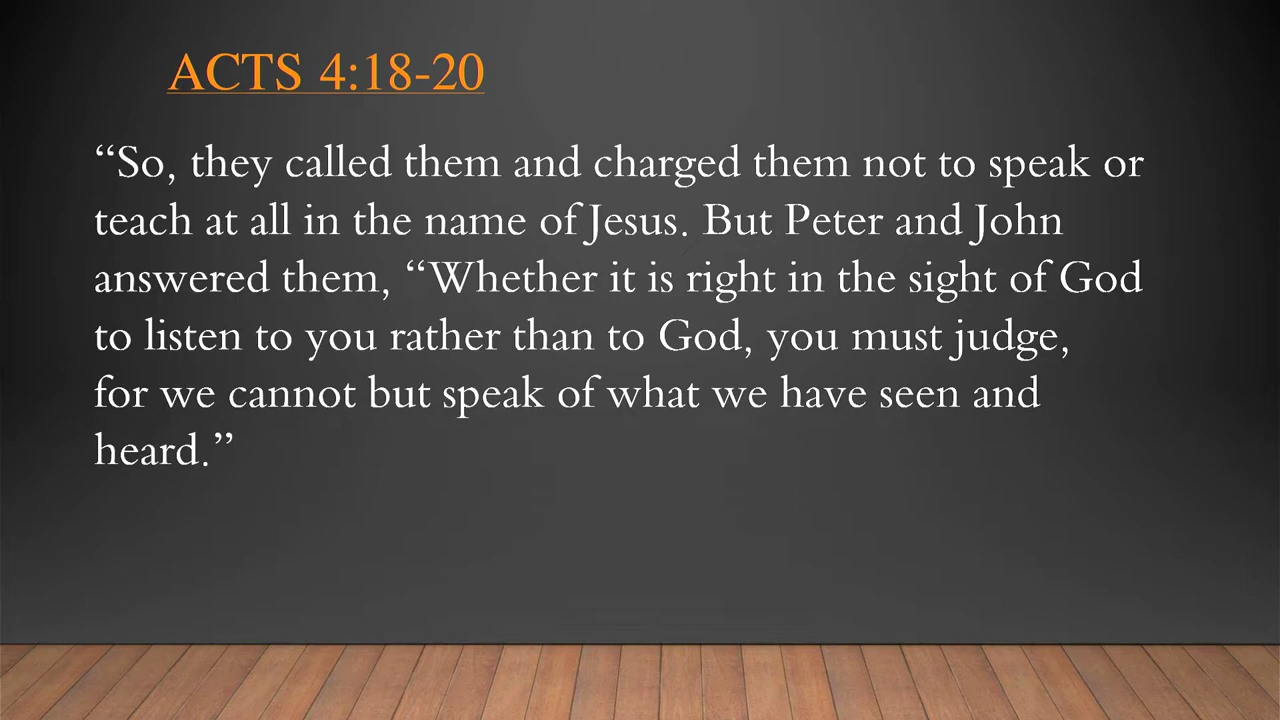 ACTS 4:18-20
“So, they called them and charged them not to speak or
teach at all in the name of Jesus. But Peter and John
answered them, “Whether it is right in the sight of God
to listen to you rather than to God, you must judge,
for we cannot but speak of what we have seen and
heard.”